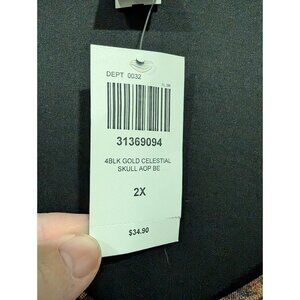 DEPT 0032
31369094
4BLK GOLD CELESTIAL
SKULL AOP BE
2X
$34.90